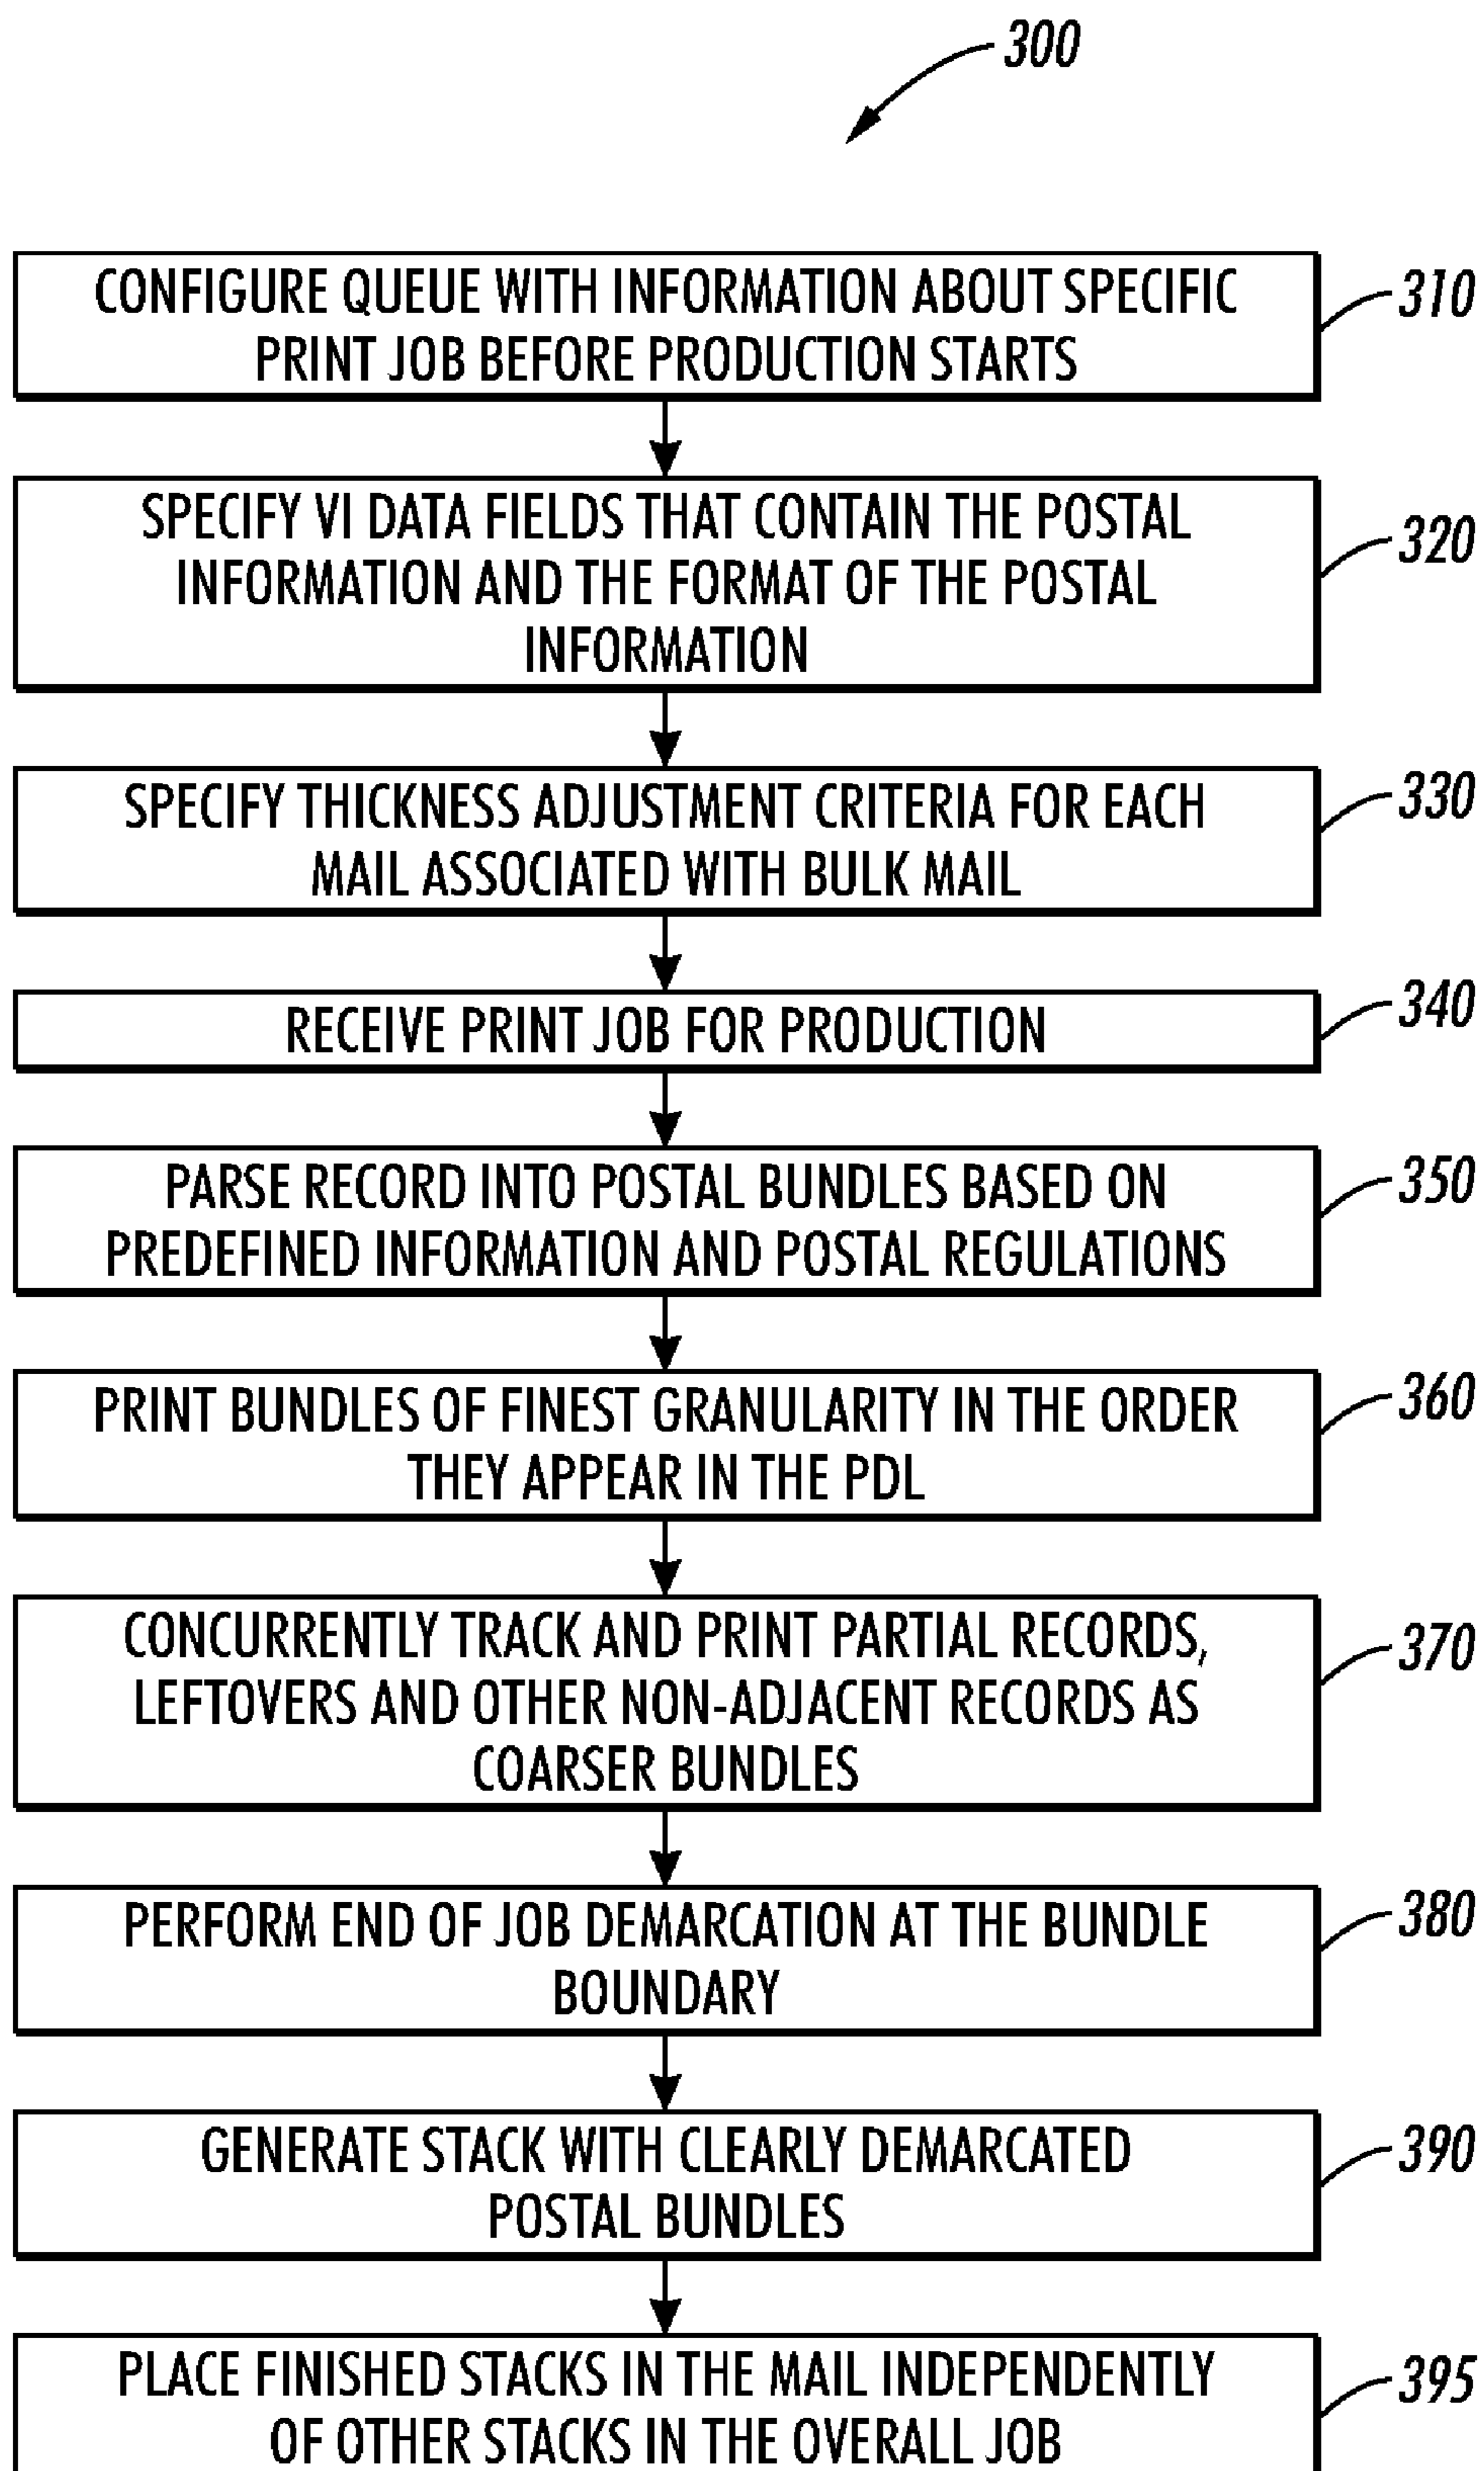 300
CONFIGURE QUEUE WITH INFORMATION ABOUT SPECIFIC
PRINT JOB BEFORE PRODUCTION STARTS
310
SPECIFY VI DATA FIELDS THAT CONTAIN THE POSTAL
INFORMATION AND THE FORMAT OF THE POSTAL
INFORMATION
320
SPECIFY THICKNESS ADJUSTMENT CRITERIA FOR EACH
MAIL ASSOCIATED WITH BULK MAIL
330
RECEIVE PRINT JOB FOR PRODUCTION
340
PARSE RECORD INTO POSTAL BUNDLES BASED ON
PREDEFINED INFORMATION AND POSTAL REGULATIONS
350
PRINT BUNDLES OF FINEST GRANULARITY IN THE ORDER
THEY APPEAR IN THE PDL
360
CONCURRENTLY TRACK AND PRINT PARTIAL RECORDS,
LEFTOVERS AND OTHER NON-ADJACENT RECORDS AS
COARSER BUNDLES
370
PERFORM END OF JOB DEMARCATION AT THE BUNDLE
BOUNDARY
380
GENERATE STACK WITH CLEARLY DEMARCATED
POSTAL BUNDLES
390
PLACE FINISHED STACKS IN THE MAIL INDEPENDENTLY
OF OTHER STACKS IN THE OVERALL JOB
395